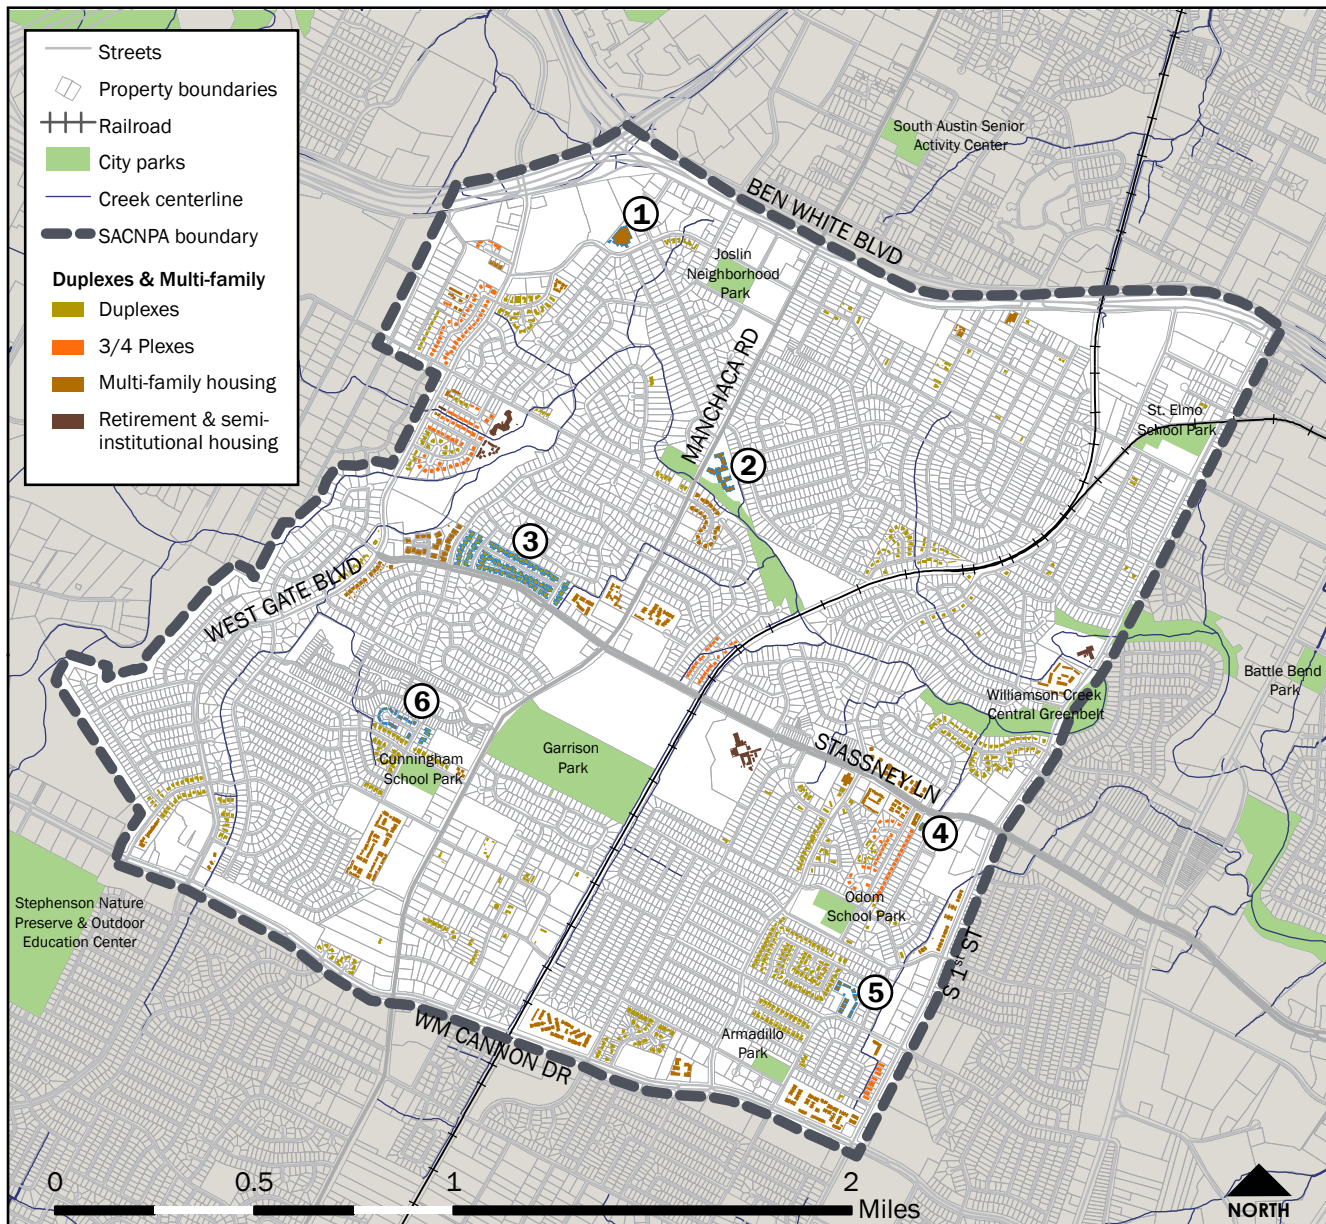 Streets
Property boundaries
Railroad
City parks
Creek centerline
SACNPA boundary
Duplexes & Multi-family
Duplexes
3/4 Plexes
Multi-family housing
Retirement & semi-
institutional housing
South Austin Senior
Activity Center
BEN WHITE BLVD
1
Joslin
Neighborhood
Park
MANCHACA RD
St. Elmo
School Park
2
3
WEST GATE BLVD
Battle Bend
Park
Williamson Creek
Central Greenbelt
6
Garrison
Park
Cunningham
School Park
STASSNEY LN
4
Odom
School Park
Stephenson Nature
Preserve & Outdoor
Education Center
S 1st ST
5
Armadillo
Park
WM CANNON DR
0 0.5 1 2
Miles
NORTH